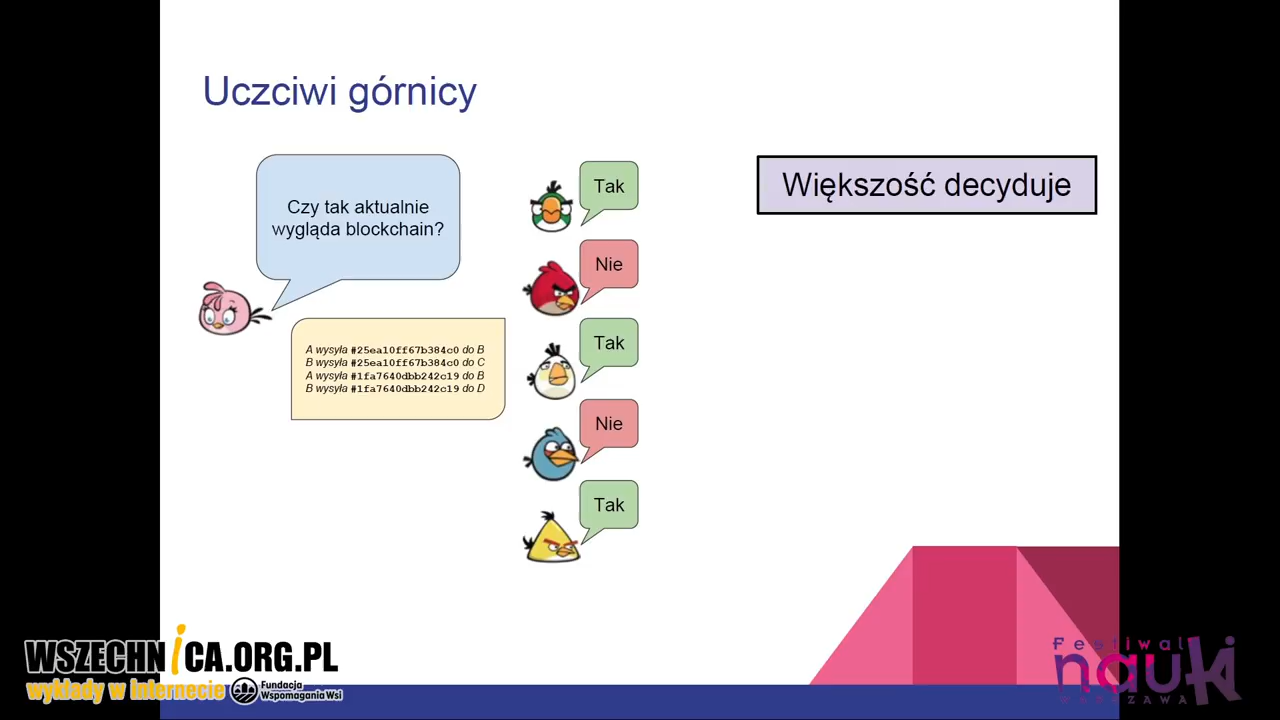 Uczciwi górnicy
Czy tak aktualnie
wygląda blockchain?
A wysyła #25ea10ff67b384c0 do B
B wysyła #25ea10ff67b384c0 do C
A wysyła #1fa7640dbb242c19 do B
B wysyła #1fa7640dbb242c19 do D
Tak
Nie
Tak
Nie
Tak
Większość decyduje
WSZECHNiCA.ORG.PL
wykłady w Internecie
Fundacja
Wspomagania Wsi
Festiwal
nauki
WARSZAWA